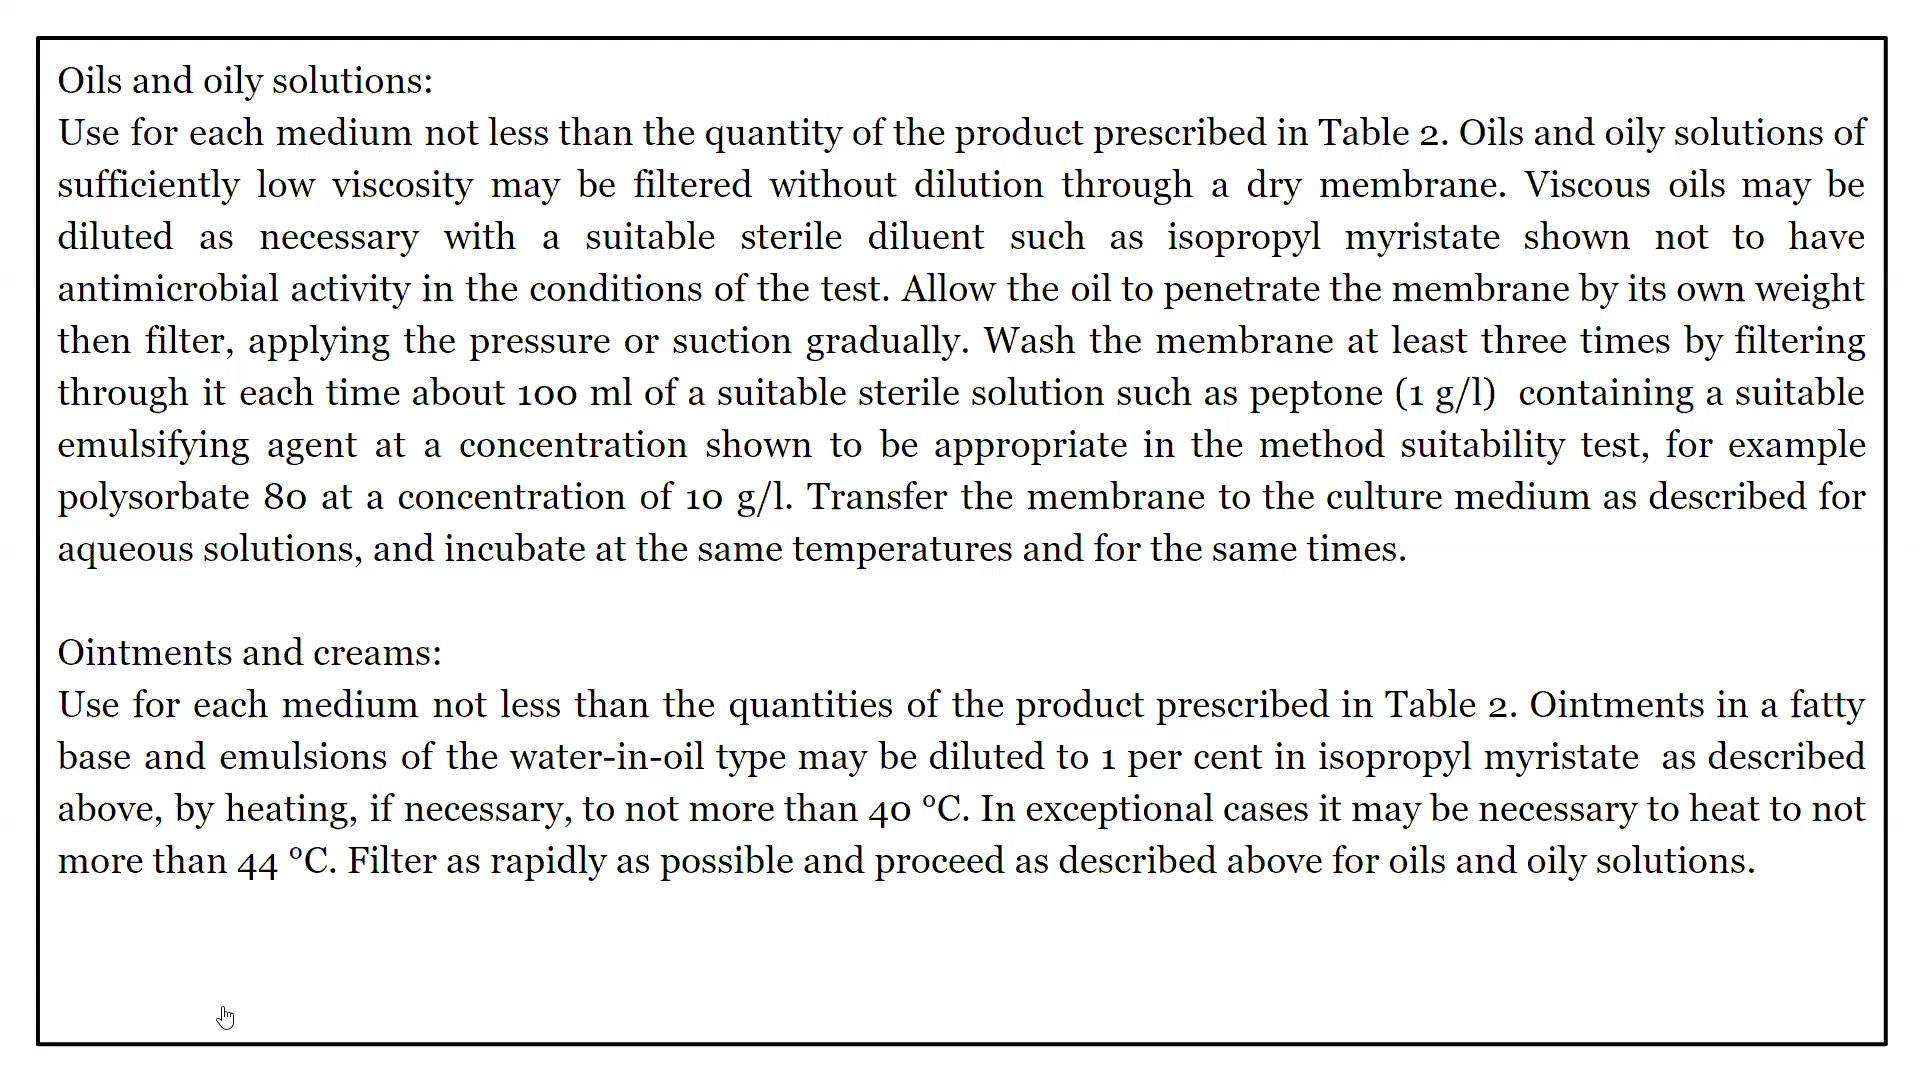 Oils and oily solutions:
Use for each medium not less than the quantity of the product prescribed in Table 2. Oils and oily solutions of
sufficiently low viscosity may be filtered without dilution through a dry membrane. Viscous oils may be
diluted as necessary with a suitable sterile diluent such as isopropyl myristate shown not to have
antimicrobial activity in the conditions of the test. Allow the oil to penetrate the membrane by its own weight
then filter, applying the pressure or suction gradually. Wash the membrane at least three times by filtering
through it each time about 100 ml of a suitable sterile solution such as peptone (1 g/l)  containing a suitable
emulsifying agent at a concentration shown to be appropriate in the method suitability test, for example
polysorbate 80 at a concentration of 10 g/l. Transfer the membrane to the culture medium as described for
aqueous solutions, and incubate at the same temperatures and for the same times.
Ointments and creams:
Use for each medium not less than the quantities of the product prescribed in Table 2. Ointments in a fatty
base and emulsions of the water-in-oil type may be diluted to 1 per cent in isopropyl myristate  as described
above, by heating, if necessary, to not more than 40 °C. In exceptional cases it may be necessary to heat to not
more than 44 °C. Filter as rapidly as possible and proceed as described above for oils and oily solutions.